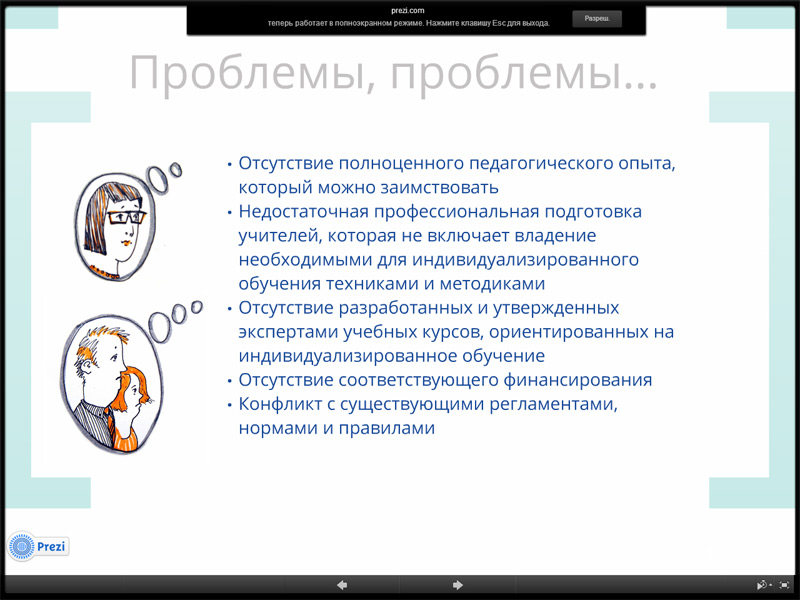 prezi.com
теперь работает в полноэкранном режиме. Нажмите клавишу Esc для выхода.
Разреш.
Проблемы, проблемы...
• Отсутствие полноценного педагогического опыта,
который можно заимствовать
• Недостаточная профессиональная подготовка
учителей, которая не включает владение
необходимыми для индивидуализированного
обучения техниками и методиками
• Отсутствие разработанных и утвержденных
экспертами учебных курсов, ориентированных на
индивидуализированное обучение
• Отсутствие соответствующего финансирования
• Конфликт с существующими регламентами,
нормами и правилами
Prezi